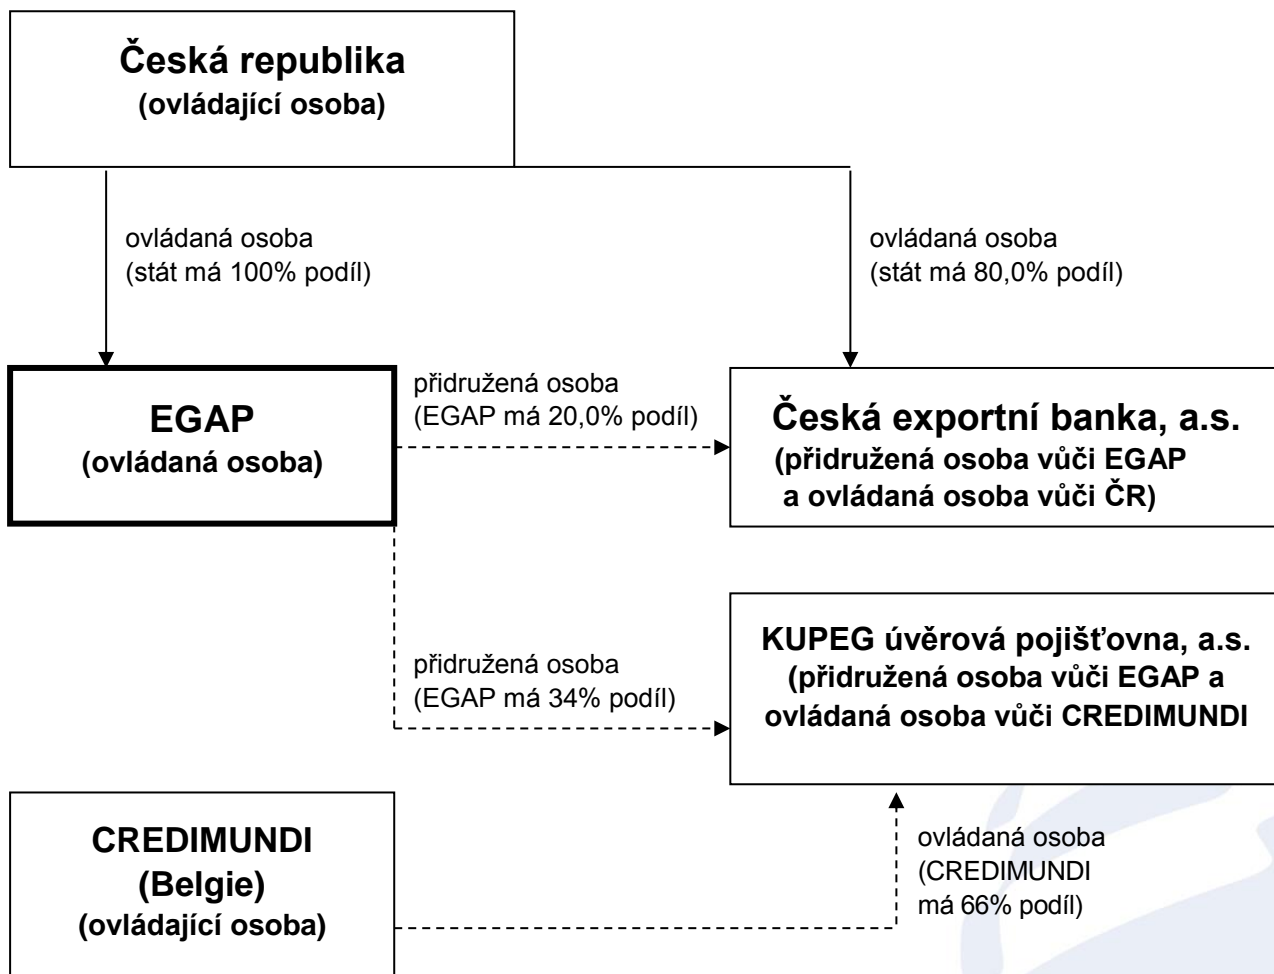 Česká republika
(ovládající osoba)
ovládaná osoba
(stát má 100% podíl)
ovládaná osoba
(stát má 80,0% podíl)
EGAP
(ovládaná osoba)
přidružená osoba
(EGAP má 20,0% podíl)
Česká exportní banka, a.s.
(přidružená osoba vůči EGAP
a ovládaná osoba vůči ČR)
přidružená osoba
(EGAP má 34% podíl)
KUPEG úvěrová pojišťovna, a.s.
(přidružená osoba vůči EGAP a
ovládaná osoba vůči CREDIMUNDI
CREDIMUNDI
(Belgie)
(ovládající osoba)
ovládaná osoba
(CREDIMUNDI
má 66% podíl)